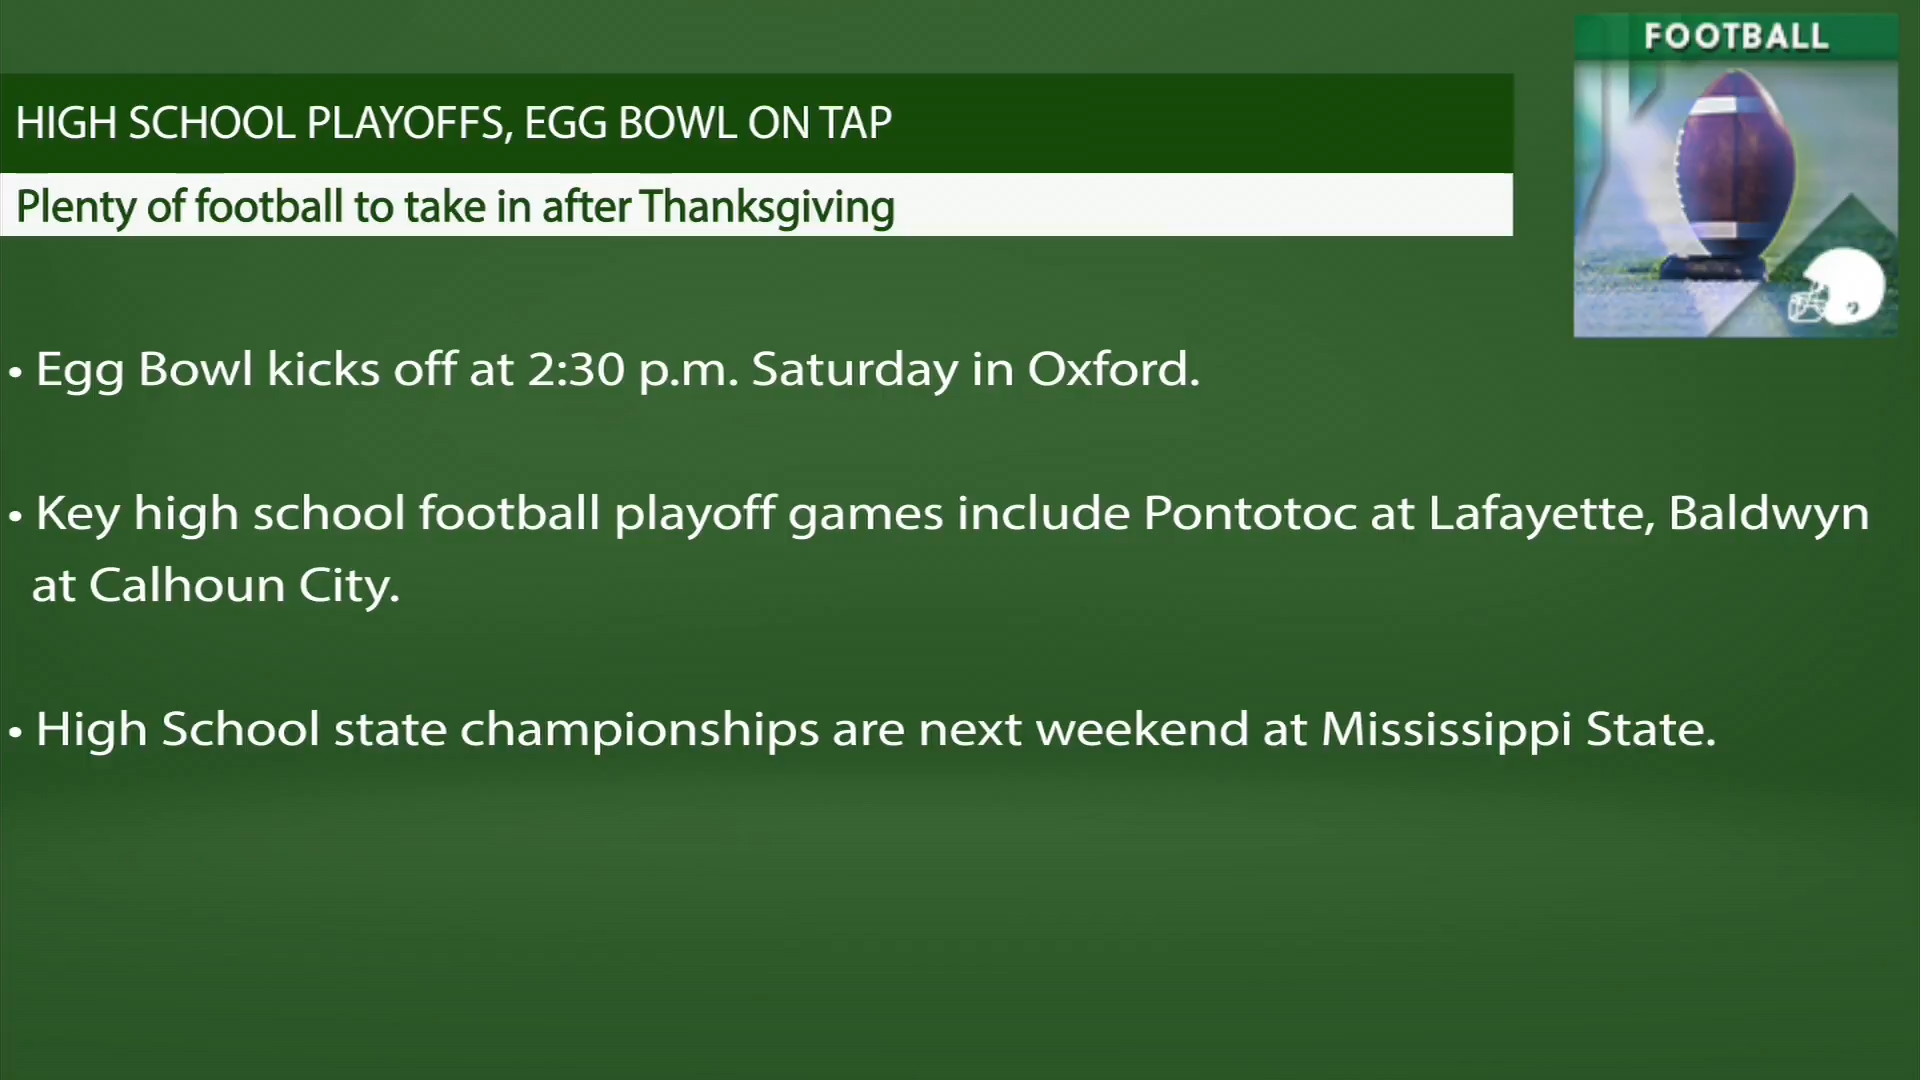 FOOTBALL
HIGH SCHOOL PLAYOFFS, EGG BOWL ON TAP
Plenty of football to take in after Thanksgiving
• Egg Bowl kicks off at 2:30 p.m. Saturday in Oxford.
• Key high school football playoff games include Pontotoc at Lafayette, Baldwyn
at Calhoun City.
• High School state championships are next weekend at Mississippi State.